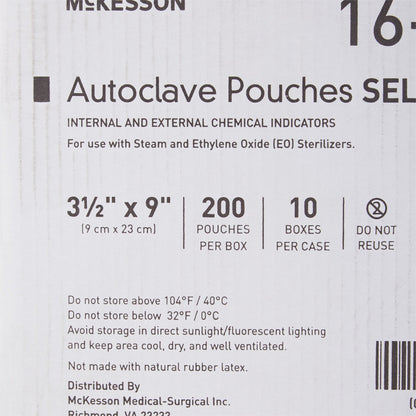 McKESSON
16-
Autoclave Pouches SEL
INTERNAL AND EXTERNAL CHEMICAL INDICATORS
For use with Steam and Ethylene Oxide (EO) Sterilizers.
3½" x 9"
(9 cm x 23 cm)
200
POUCHES
PER BOX
10
BOXES
PER CASE
2
DO NOT
REUSE
Do not store above 104°F / 40°C
Do not store below 32°F / 0°C
Avoid storage in direct sunlight/fluorescent lighting
and keep area cool, dry, and well ventilated.
Not made with natural rubber latex.
Distributed By
McKesson Medical-Surgical Inc.
Richmond, VA 23233